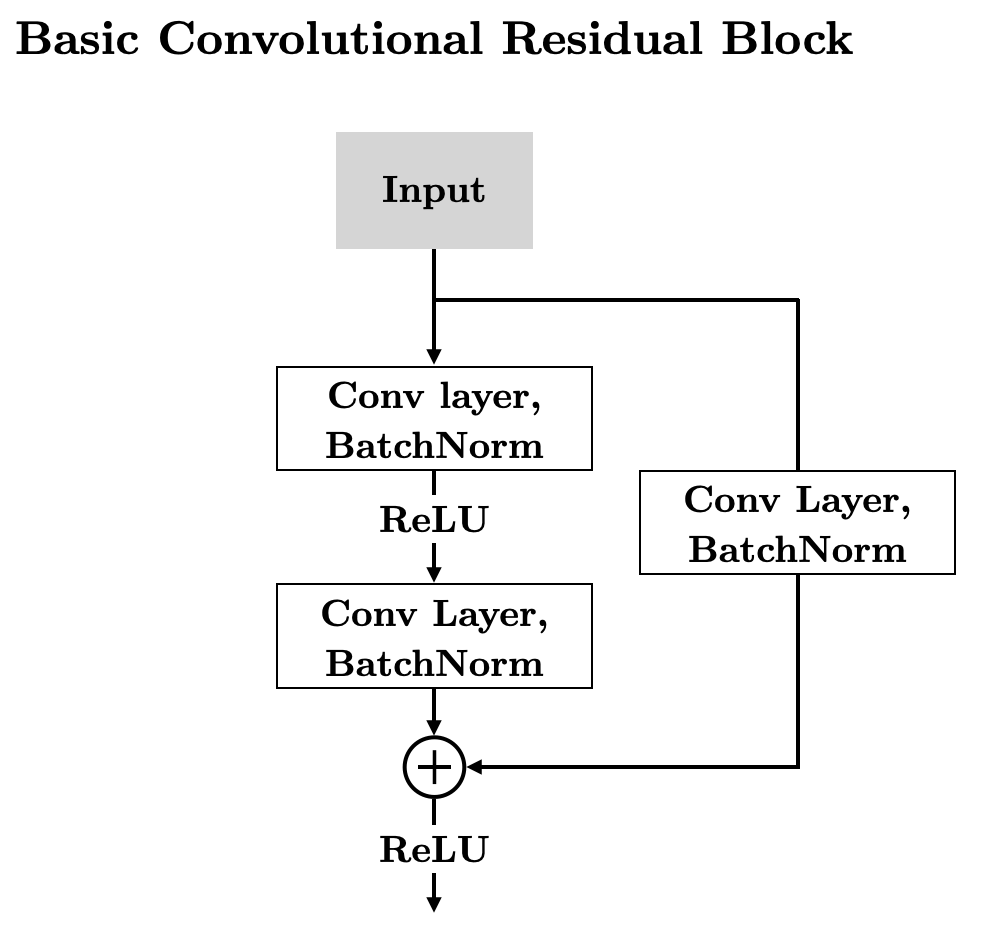 Basic Convolutional Residual Block
Input
Conv layer,
BatchNorm
ReLU
Conv Layer,
BatchNorm
Conv Layer,
BatchNorm
+
ReLU